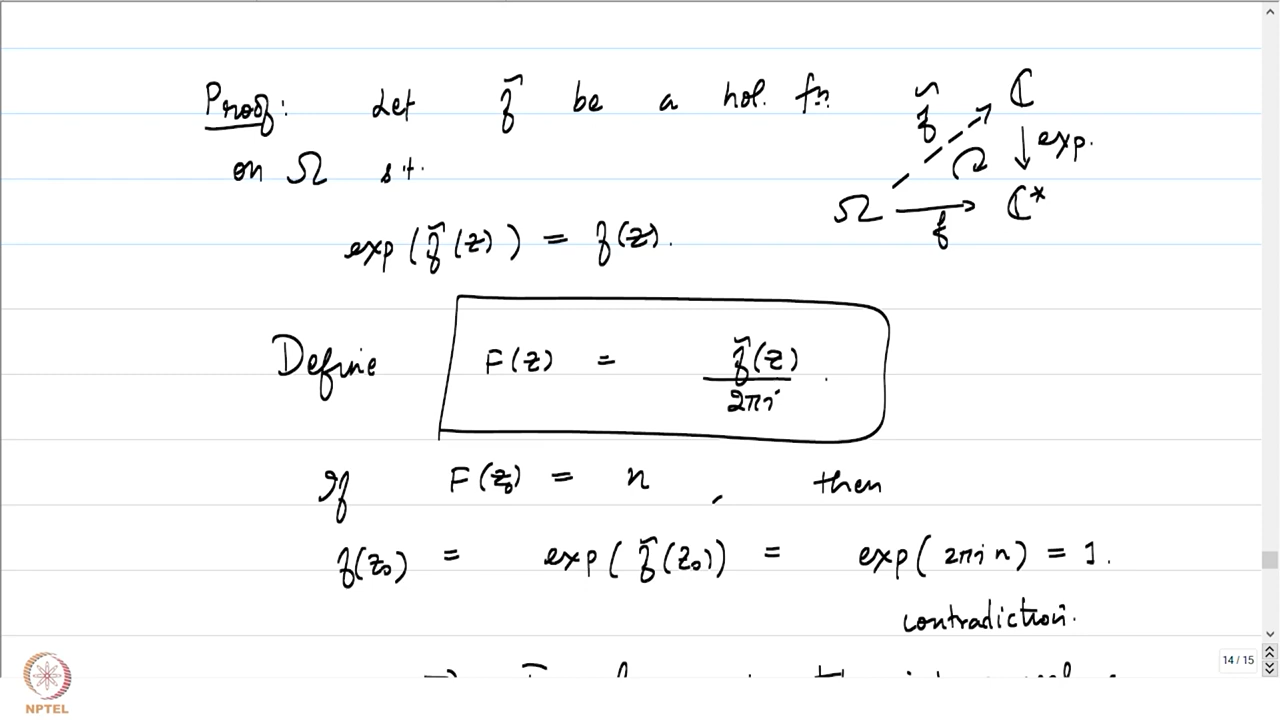 Proof: Let f̃ be a hol. fn.
on Ω s.t.
exp(f̃(z)) = f(z).
f̃ ℂ
↓ exp.
Ω → ℂ*
f
Define F(z) = f̃(z)/2πi.
If F(z₀) = n, then
f(z₀) = exp(f̃(z₀)) = exp(2πi n) = 1.
contradiction.
14 / 15
NPTEL